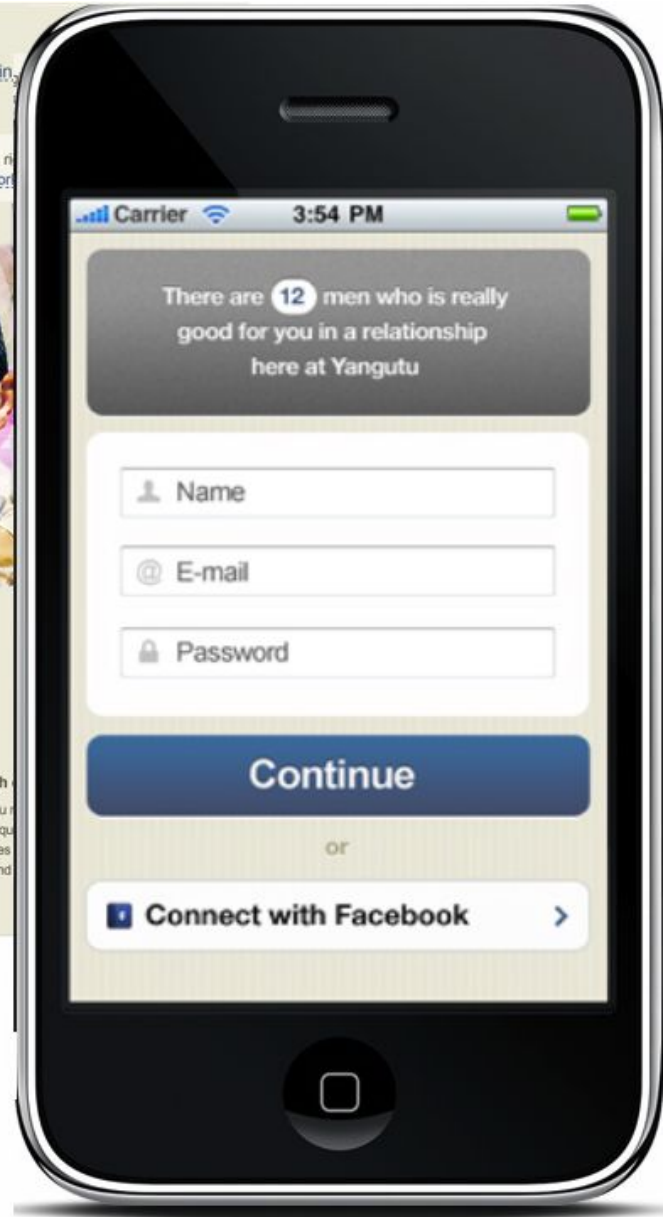 Carrier 3:54 PM
There are 12 men who is really
good for you in a relationship
here at Yangutu
Name
@ E-mail
Password
Continue
or
Connect with Facebook